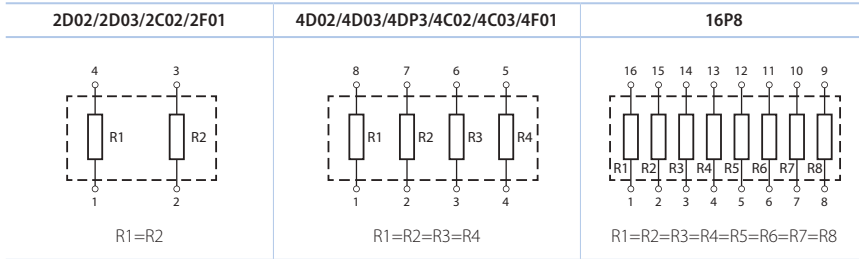 2D02/2D03/2C02/2F01 4D02/4D03/4DP3/4C02/4C03/4F01 16P8
4 3 8 7 6 5 16 15 14 13 12 11 10 9
R1 R2 R1 R2 R3 R4
R1 R2 R3 R4 R5 R6 R7 R8
1 2 1 2 3 4 1 2 3 4 5 6 7 8
R1=R2 R1=R2=R3=R4 R1=R2=R3=R4=R5=R6=R7=R8